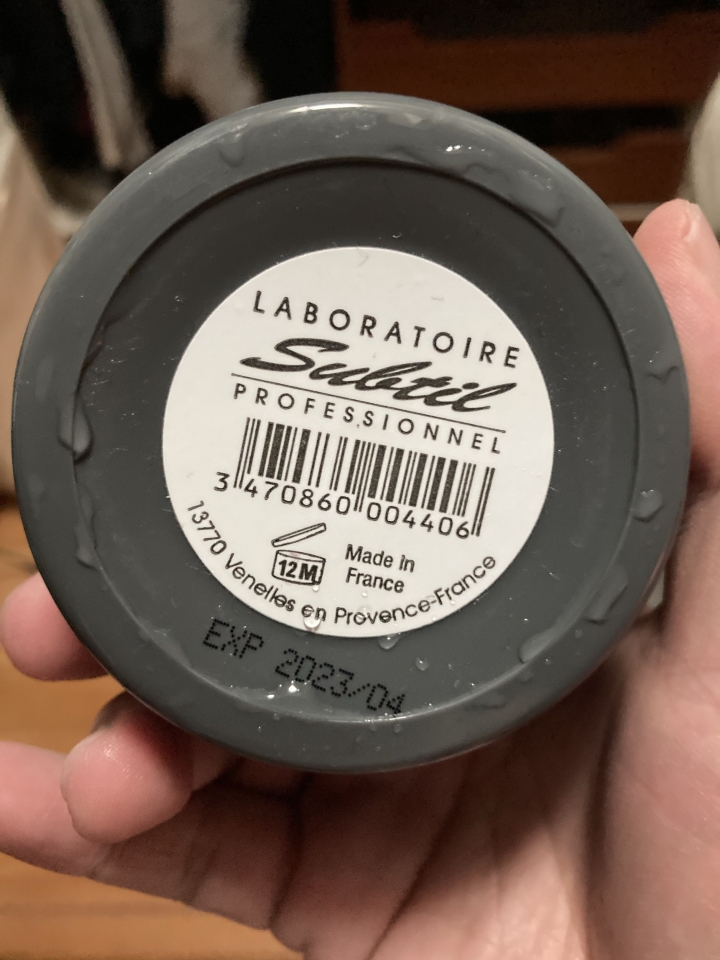 LABORATOIRE
Subtil
PROFESSIONNEL
3 470860 004406
12M
Made in
France
13770 Venelles en Provence-France
EXP 2023/04